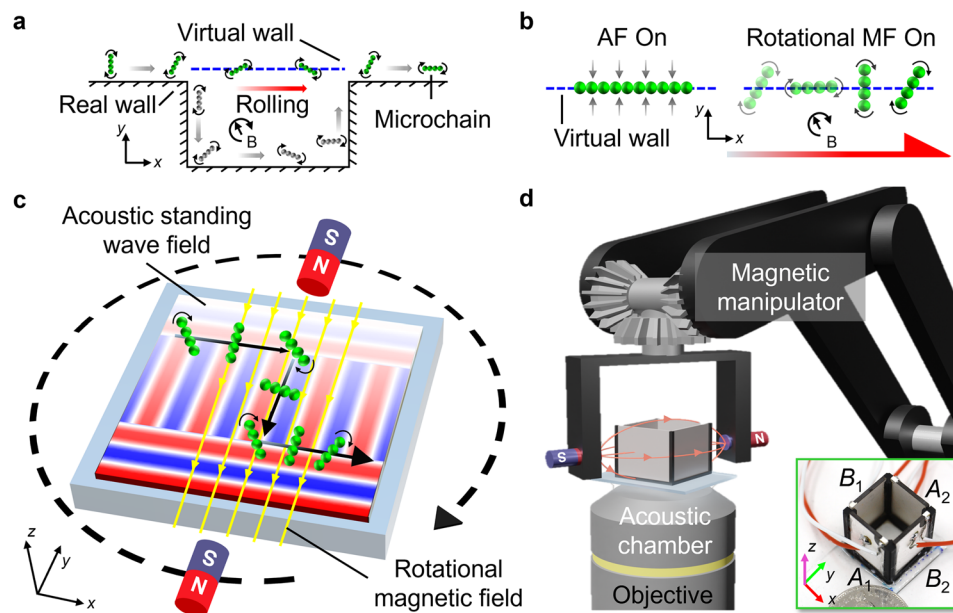 a
Virtual wall
Real wall
Rolling
Microchain
B
y
x
b
AF On
Rotational MF On
Virtual wall
B
c
Acoustic standing
wave field
S
N
S
N
Rotational
magnetic field
z
y
x
d
Magnetic
manipulator
S
N
Acoustic
chamber
Objective
B1
A2
A1
B2
z
y
x